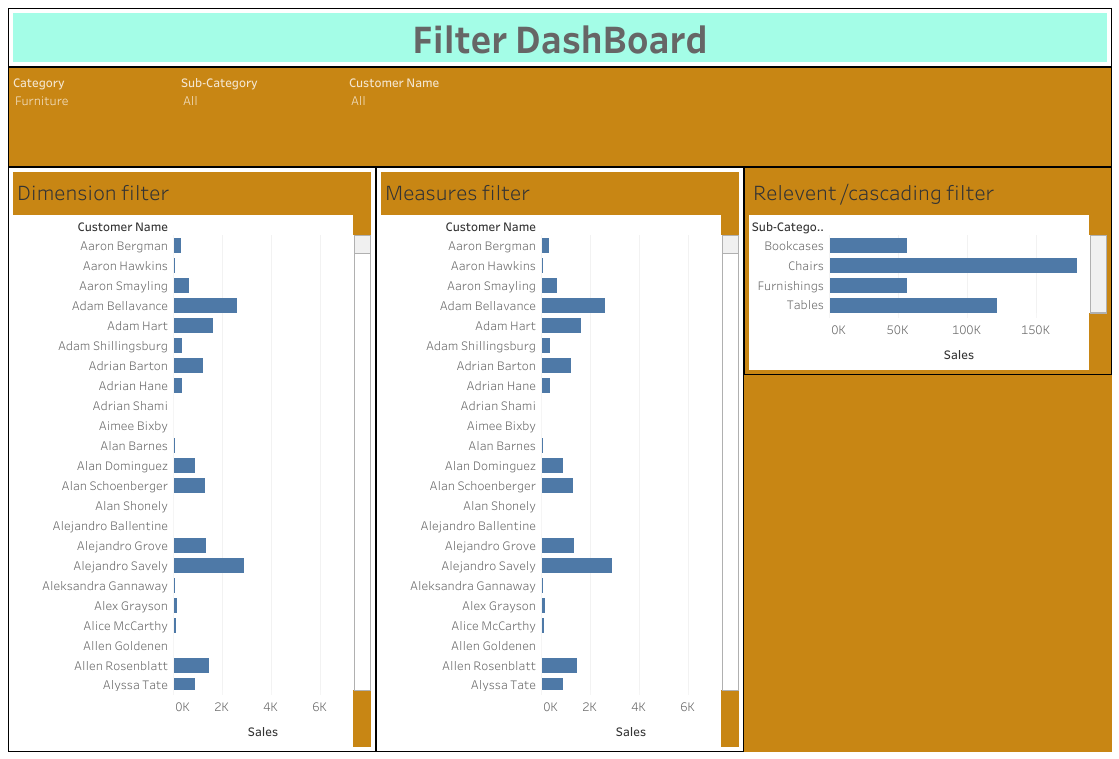 Filter DashBoard
Category Sub-Category Customer Name
Furniture All All
Dimension filter
Customer Name
Aaron Bergman
Aaron Hawkins
Aaron Smayling
Adam Bellavance
Adam Hart
Adam Shillingsburg
Adrian Barton
Adrian Hane
Adrian Shami
Aimee Bixby
Alan Barnes
Alan Dominguez
Alan Schoenberger
Alan Shonely
Alejandro Ballentine
Alejandro Grove
Alejandro Savely
Aleksandra Gannaway
Alex Grayson
Alice McCarthy
Allen Goldenen
Allen Rosenblatt
Alyssa Tate
0K 2K 4K 6K
Sales
Measures filter
Customer Name
Aaron Bergman
Aaron Hawkins
Aaron Smayling
Adam Bellavance
Adam Hart
Adam Shillingsburg
Adrian Barton
Adrian Hane
Adrian Shami
Aimee Bixby
Alan Barnes
Alan Dominguez
Alan Schoenberger
Alan Shonely
Alejandro Ballentine
Alejandro Grove
Alejandro Savely
Aleksandra Gannaway
Alex Grayson
Alice McCarthy
Allen Goldenen
Allen Rosenblatt
Alyssa Tate
0K 2K 4K 6K
Sales
Relevent /cascading filter
Sub-Catego..
Bookcases
Chairs
Furnishings
Tables
0K 50K 100K 150K
Sales